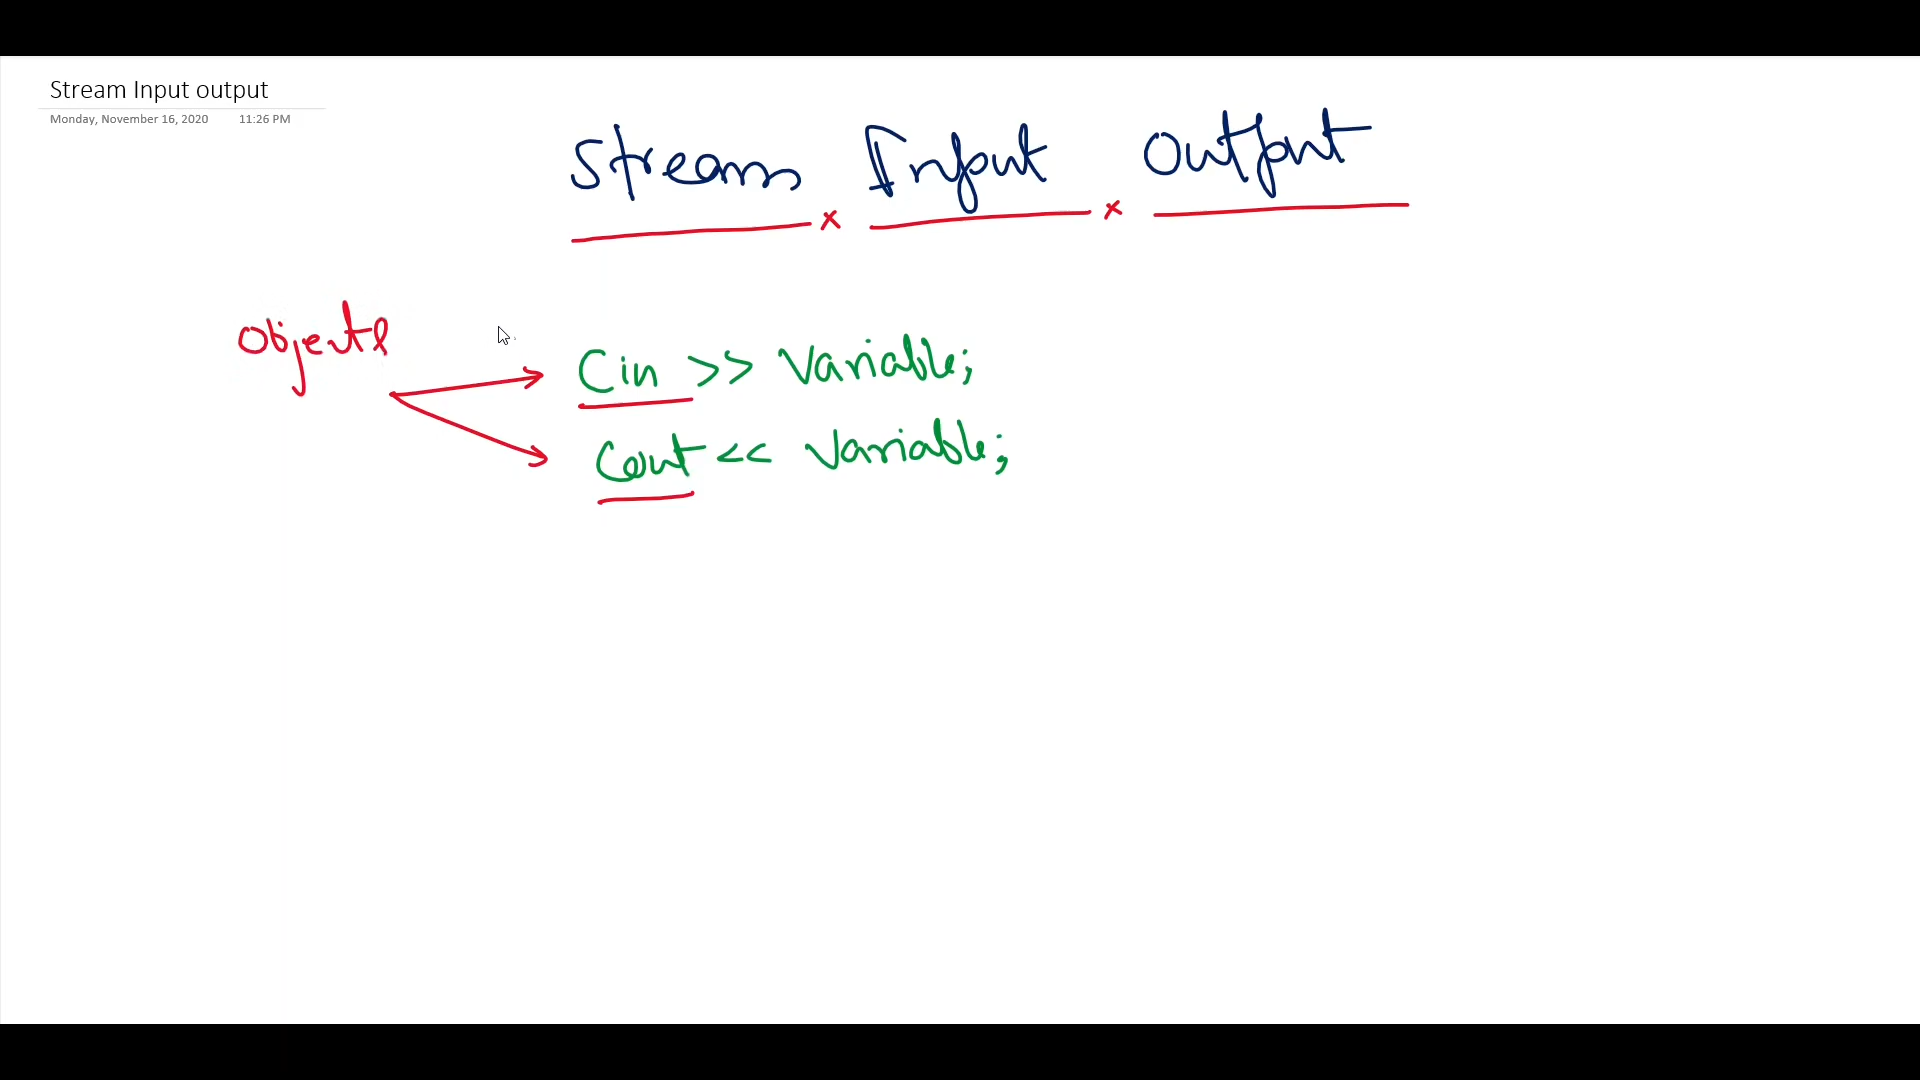 Stream Input output
Monday, November 16, 2020 11:26 PM
Stream Input Output
Objects
Cin >> Variable;
Cout << Variable;